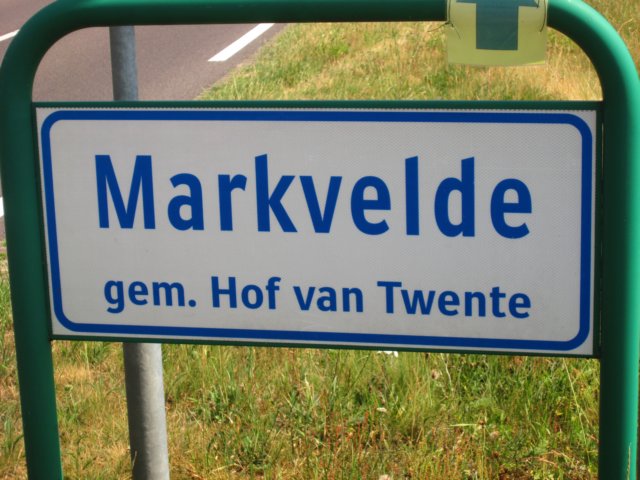 Markvelde
gem. Hof van Twente